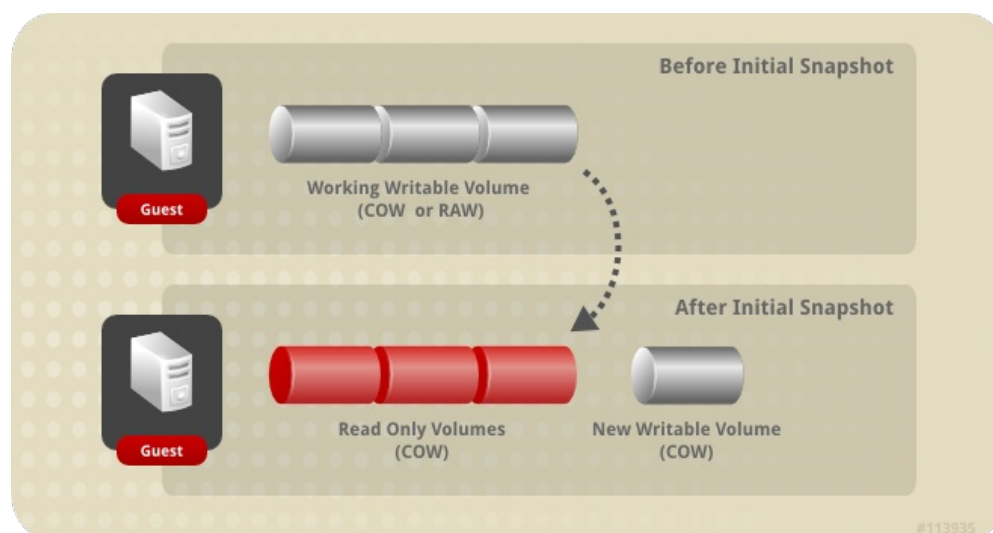 Before Initial Snapshot
Working Writable Volume
(COW or RAW)
Guest
After Initial Snapshot
Read Only Volumes
(COW)
New Writable Volume
(COW)
Guest
#113935